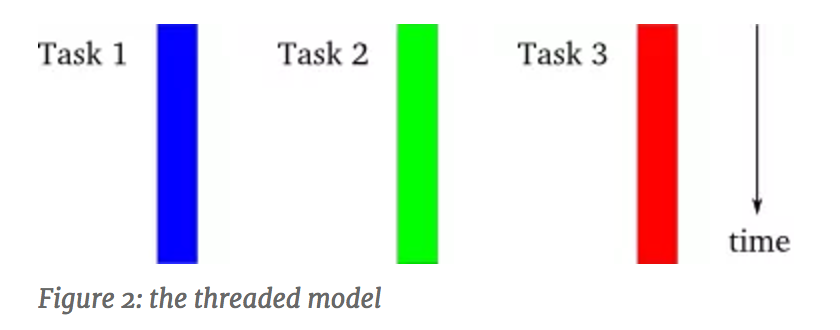 Task 1
Task 2
Task 3
time
Figure 2: the threaded model